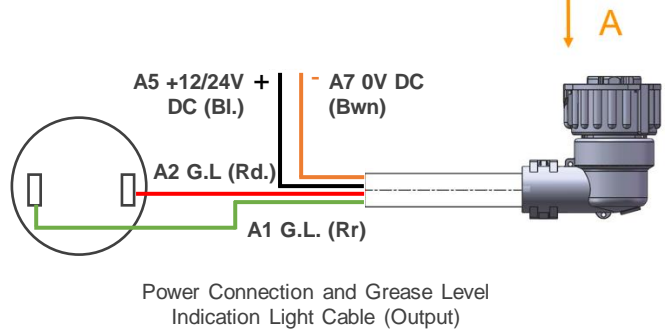 A
A5 +12/24V + - A7 0V DC
DC (Bl.) (Bwn)
A2 G.L (Rd.)
A1 G.L. (Rr)
Power Connection and Grease Level
Indication Light Cable (Output)